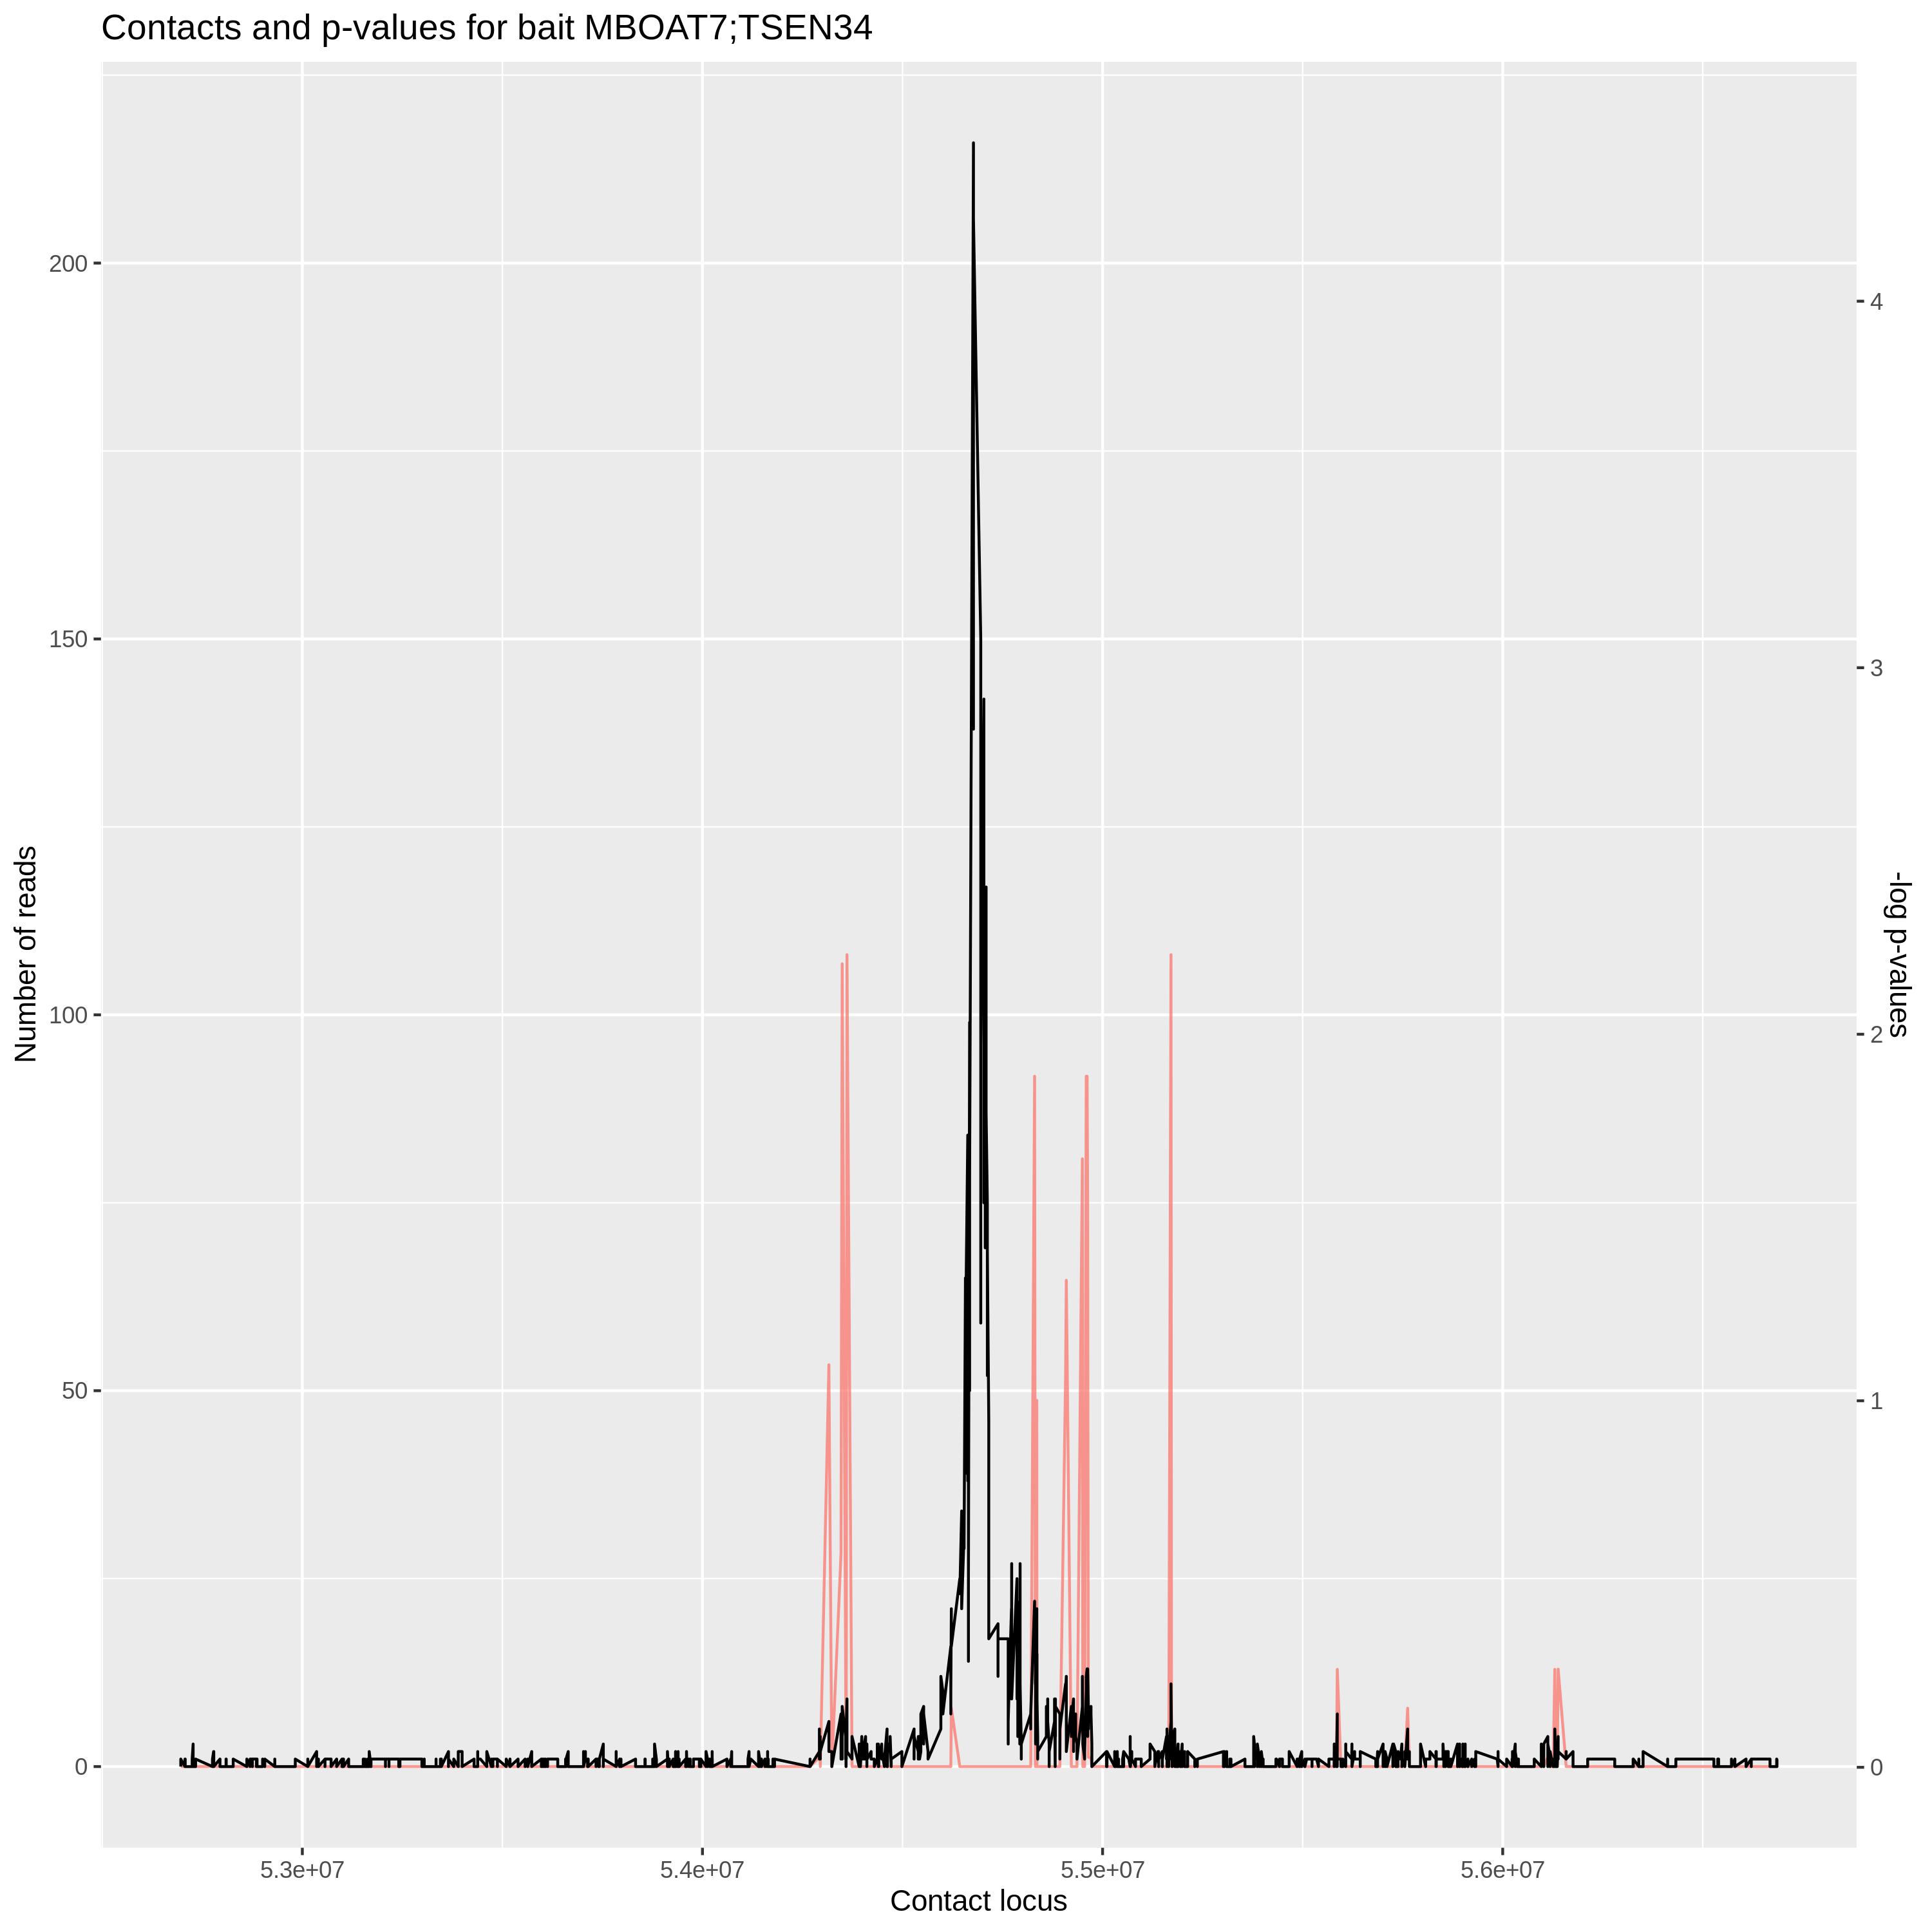 Contacts and p-values for bait MBOAT7;TSEN34
Number of reads
200
150
100
50
0
4
3
2
1
0
-log p-values
5.3e+07
5.4e+07
5.5e+07
5.6e+07
Contact locus